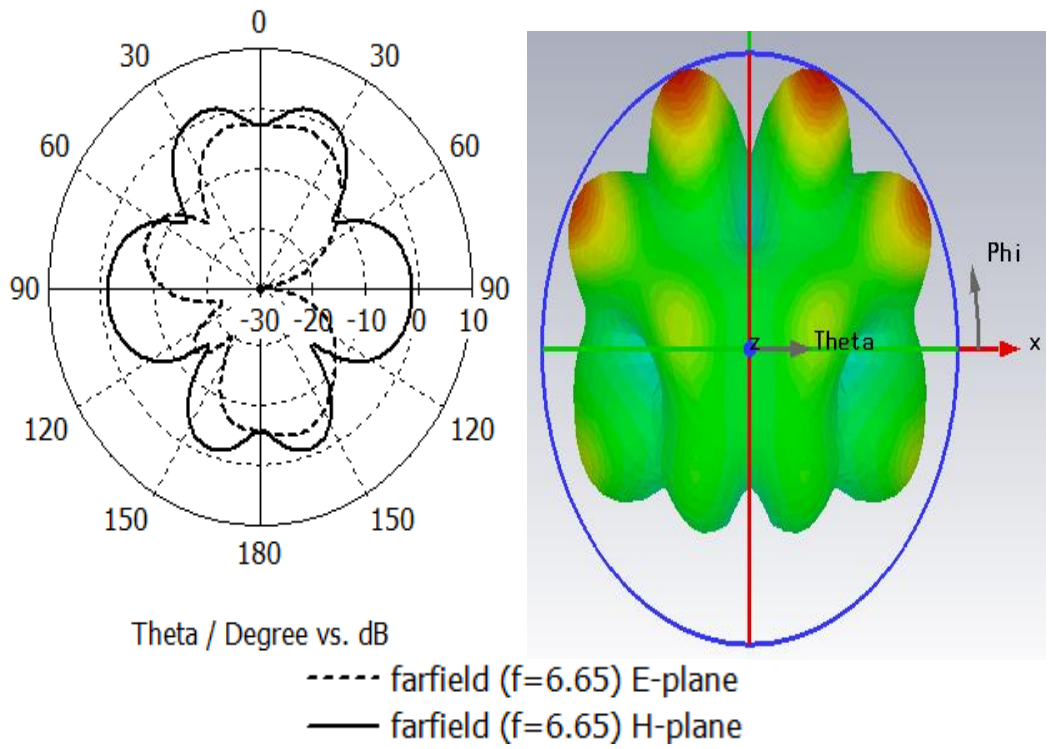 0
30 30
60 60
90 90
-30 -20 -10 0 10
120 120
150 150
180
Theta / Degree vs. dB
Phi
z Theta x
farfield (f=6.65) E-plane
farfield (f=6.65) H-plane